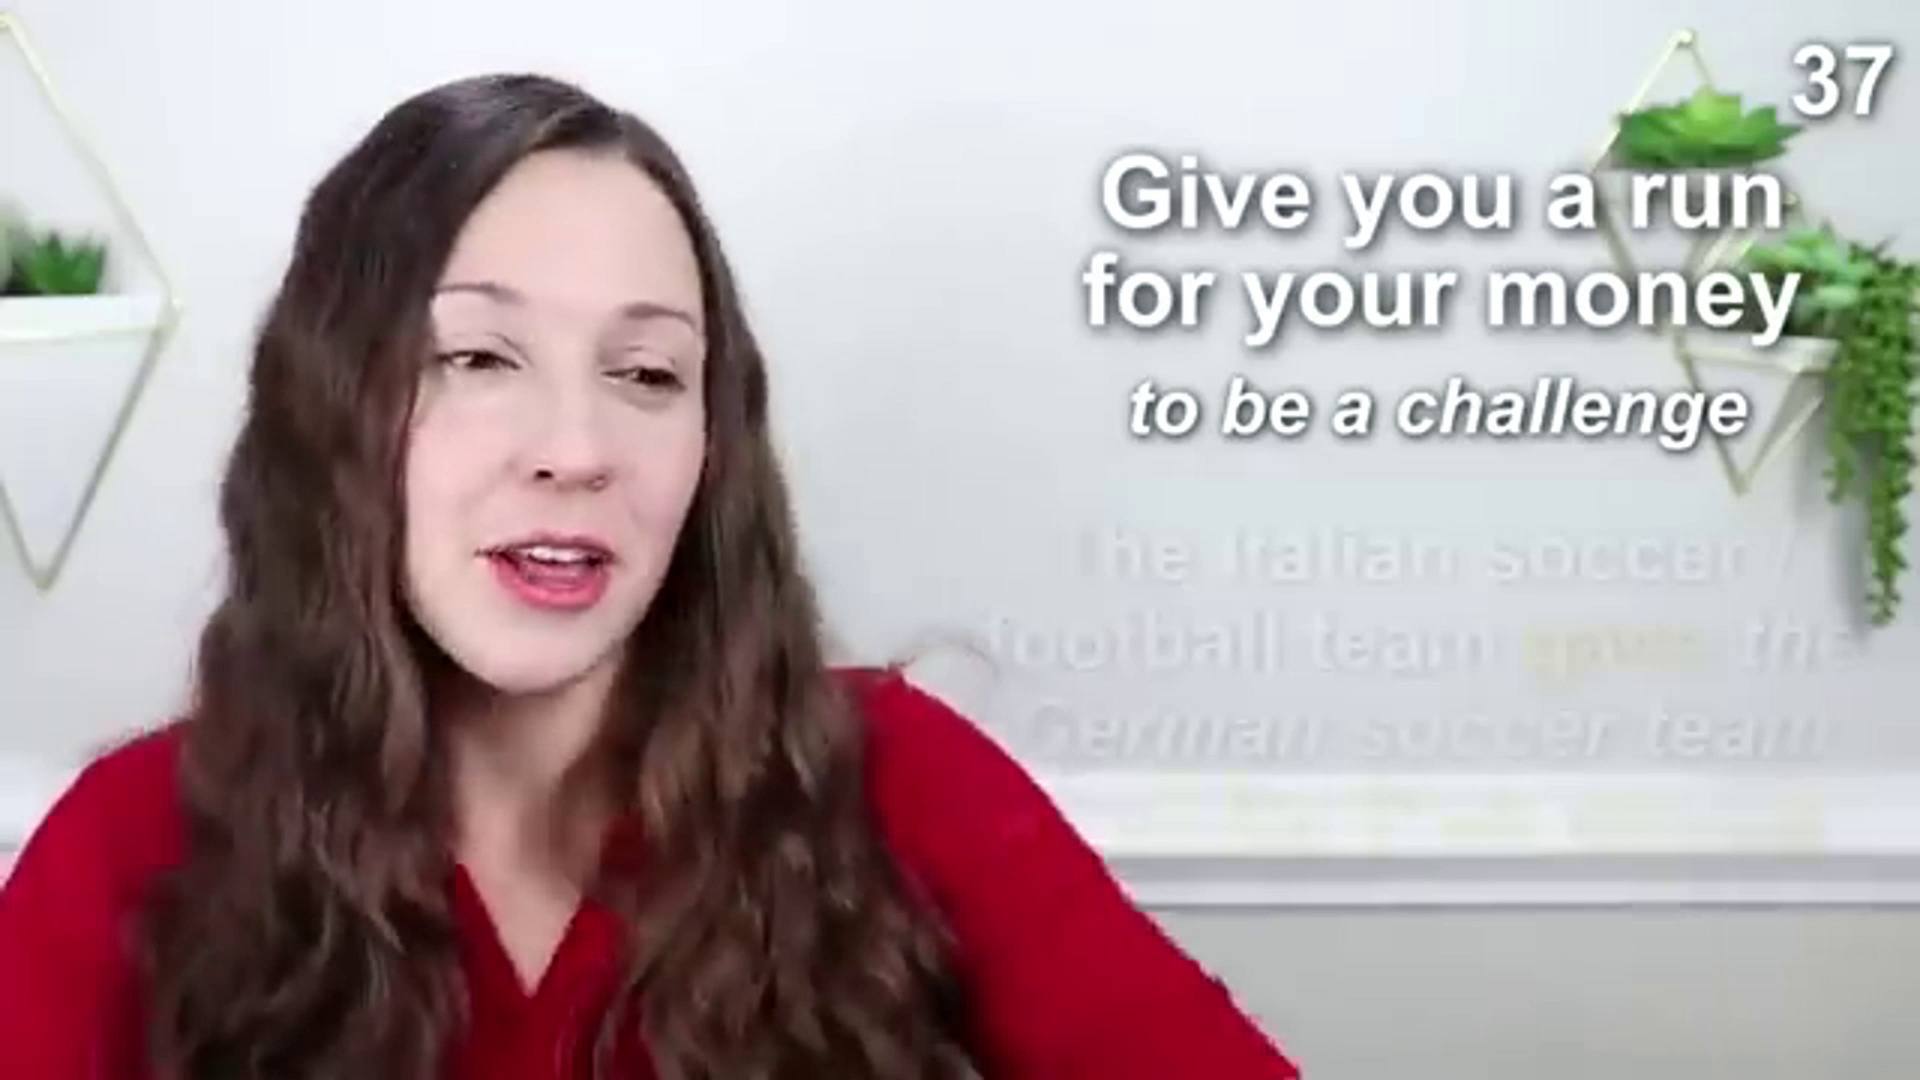 37
Give you a run
for your money
to be a challenge
The Italian soccer/
football team gave the
German soccer team